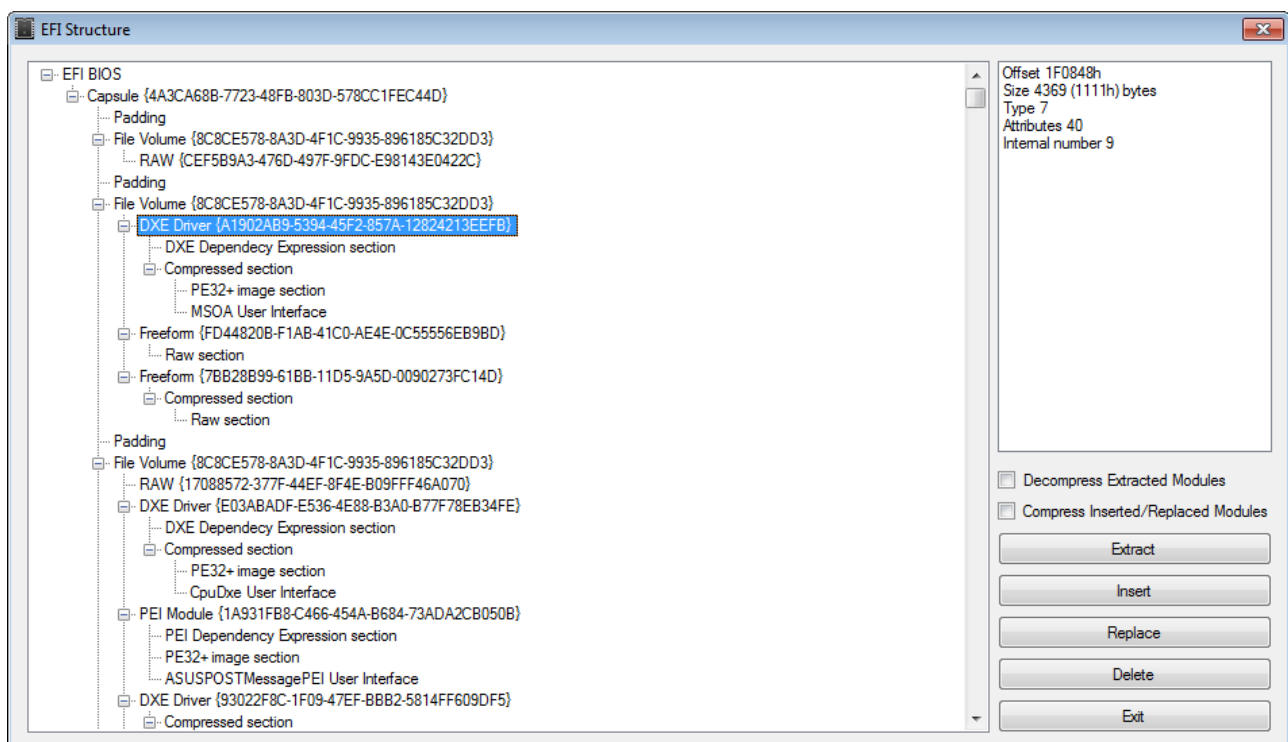 EFI Structure
EFI BIOS
Capsule {4A3CA68B-7723-48FB-803D-578CC1FEC44D}
Padding
File Volume {8C8CE578-8A3D-4F1C-9935-896185C32DD3}
RAW {CEF5B9A3-476D-497F-9FDC-E98143E0422C}
Padding
File Volume {8C8CE578-8A3D-4F1C-9935-896185C32DD3}
DXE Driver {A1902AB9-5394-45F2-857A-12824213EEFB}
DXE Dependecy Expression section
Compressed section
PE32+ image section
MSOA User Interface
Freeform {FD44820B-F1AB-41C0-AE4E-0C55556EB9BD}
Raw section
Freeform {7BB28B99-61BB-11D5-9A5D-0090273FC14D}
Compressed section
Raw section
Padding
File Volume {8C8CE578-8A3D-4F1C-9935-896185C32DD3}
RAW {17088572-377F-44EF-8F4E-B09FFF46A070}
DXE Driver {E03ABADF-E536-4E88-B3A0-B77F78EB34FE}
DXE Dependecy Expression section
Compressed section
PE32+ image section
CpuDxe User Interface
PEI Module {1A931FB8-C466-454A-B684-73ADA2CB050B}
PEI Dependency Expression section
PE32+ image section
ASUSPOSTMessagePEI User Interface
DXE Driver {93022F8C-1F09-47EF-BBB2-5814FF609DF5}
Compressed section
Offset 1F0848h
Size 4369 (1111h) bytes
Type 7
Attributes 40
Internal number 9
Decompress Extracted Modules
Compress Inserted/Replaced Modules
Extract
Insert
Replace
Delete
Exit